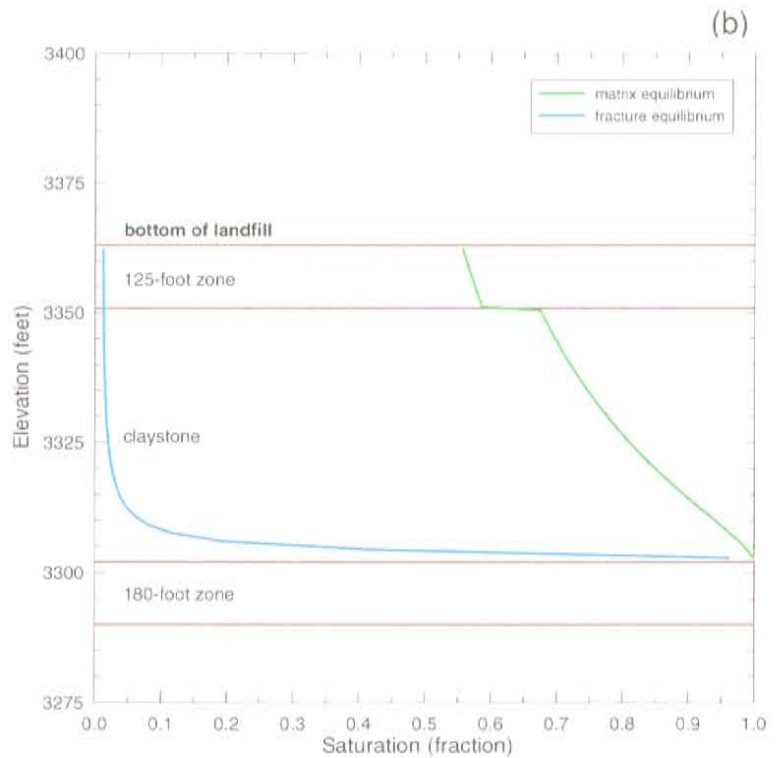 (b)
3400
matrix equilibrium
fracture equilibrium
3375
bottom of landfill
125-foot zone
3350
Elevation (feet)
claystone
3325
3300
180-foot zone
3275
0.0 0.1 0.2 0.3 0.4 0.5 0.6 0.7 0.8 0.9 1.0
Saturation (fraction)